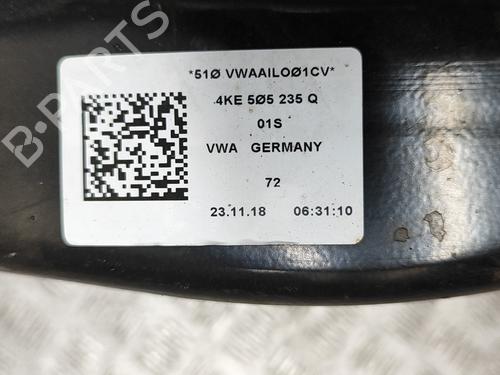 *51Ø VWAAILOØ1CV*
4KE 5Ø5 235 Q
01S
VWA GERMANY
72
23.11.18 06:31:10
B-PARTS